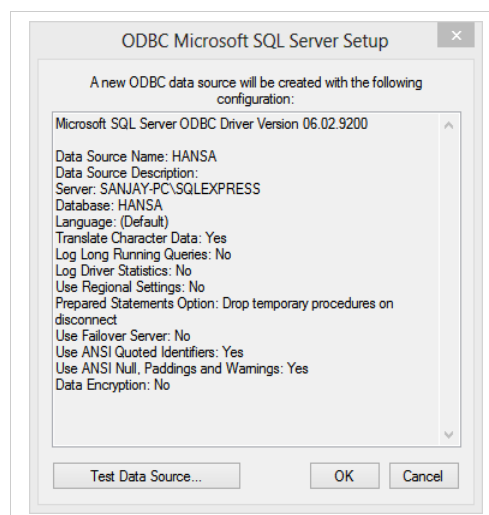 ODBC Microsoft SQL Server Setup
A new ODBC data source will be created with the following
configuration:
Microsoft SQL Server ODBC Driver Version 06.02.9200
Data Source Name: HANSA
Data Source Description:
Server: SANJAY-PC\SQLEXPRESS
Database: HANSA
Language: (Default)
Translate Character Data: Yes
Log Long Running Queries: No
Log Driver Statistics: No
Use Regional Settings: No
Prepared Statements Option: Drop temporary procedures on
disconnect
Use Failover Server: No
Use ANSI Quoted Identifiers: Yes
Use ANSI Null, Paddings and Warnings: Yes
Data Encryption: No
Test Data Source...
OK
Cancel